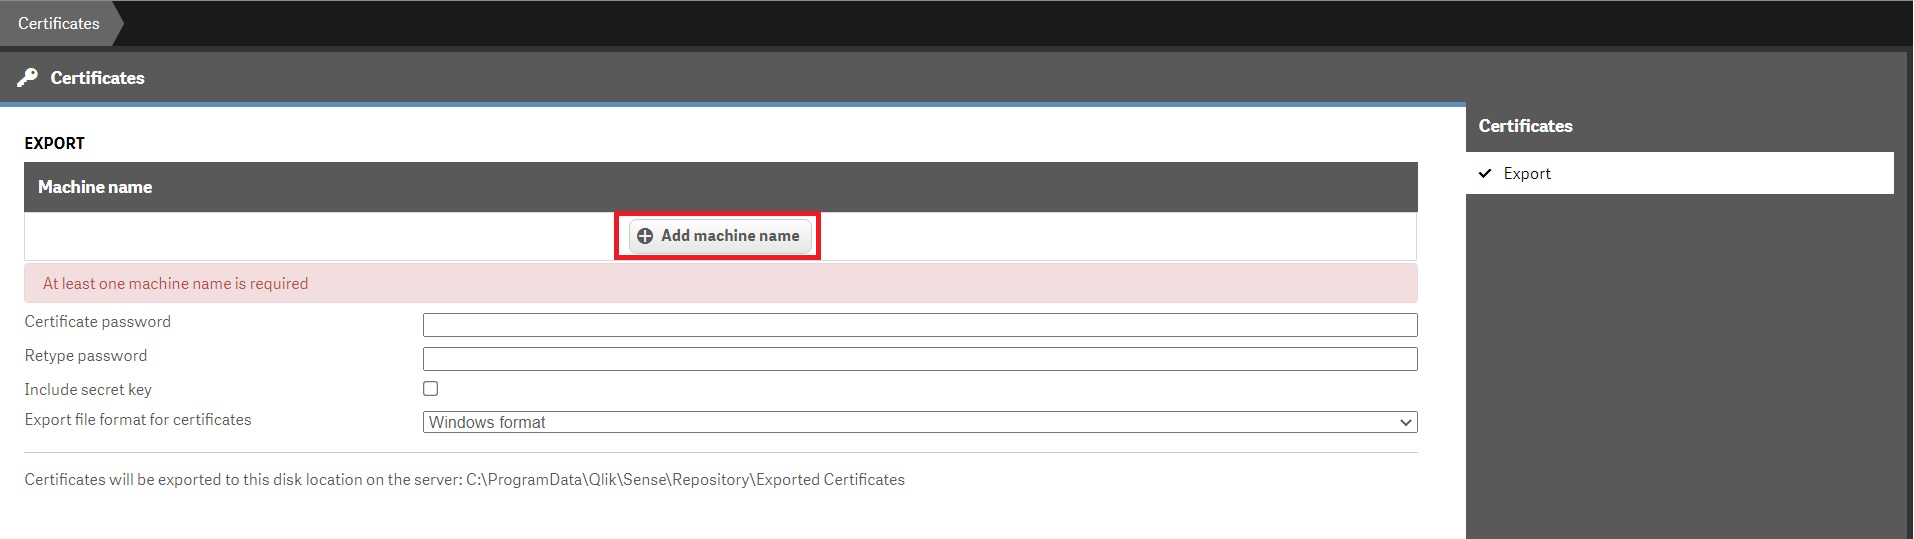 Certificates
Certificates
Certificates
Export
EXPORT
Machine name
Add machine name
At least one machine name is required
Certificate password
Retype password
Include secret key
Export file format for certificates
Windows format
Certificates will be exported to this disk location on the server: C:\ProgramData\Qlik\Sense\Repository\Exported Certificates